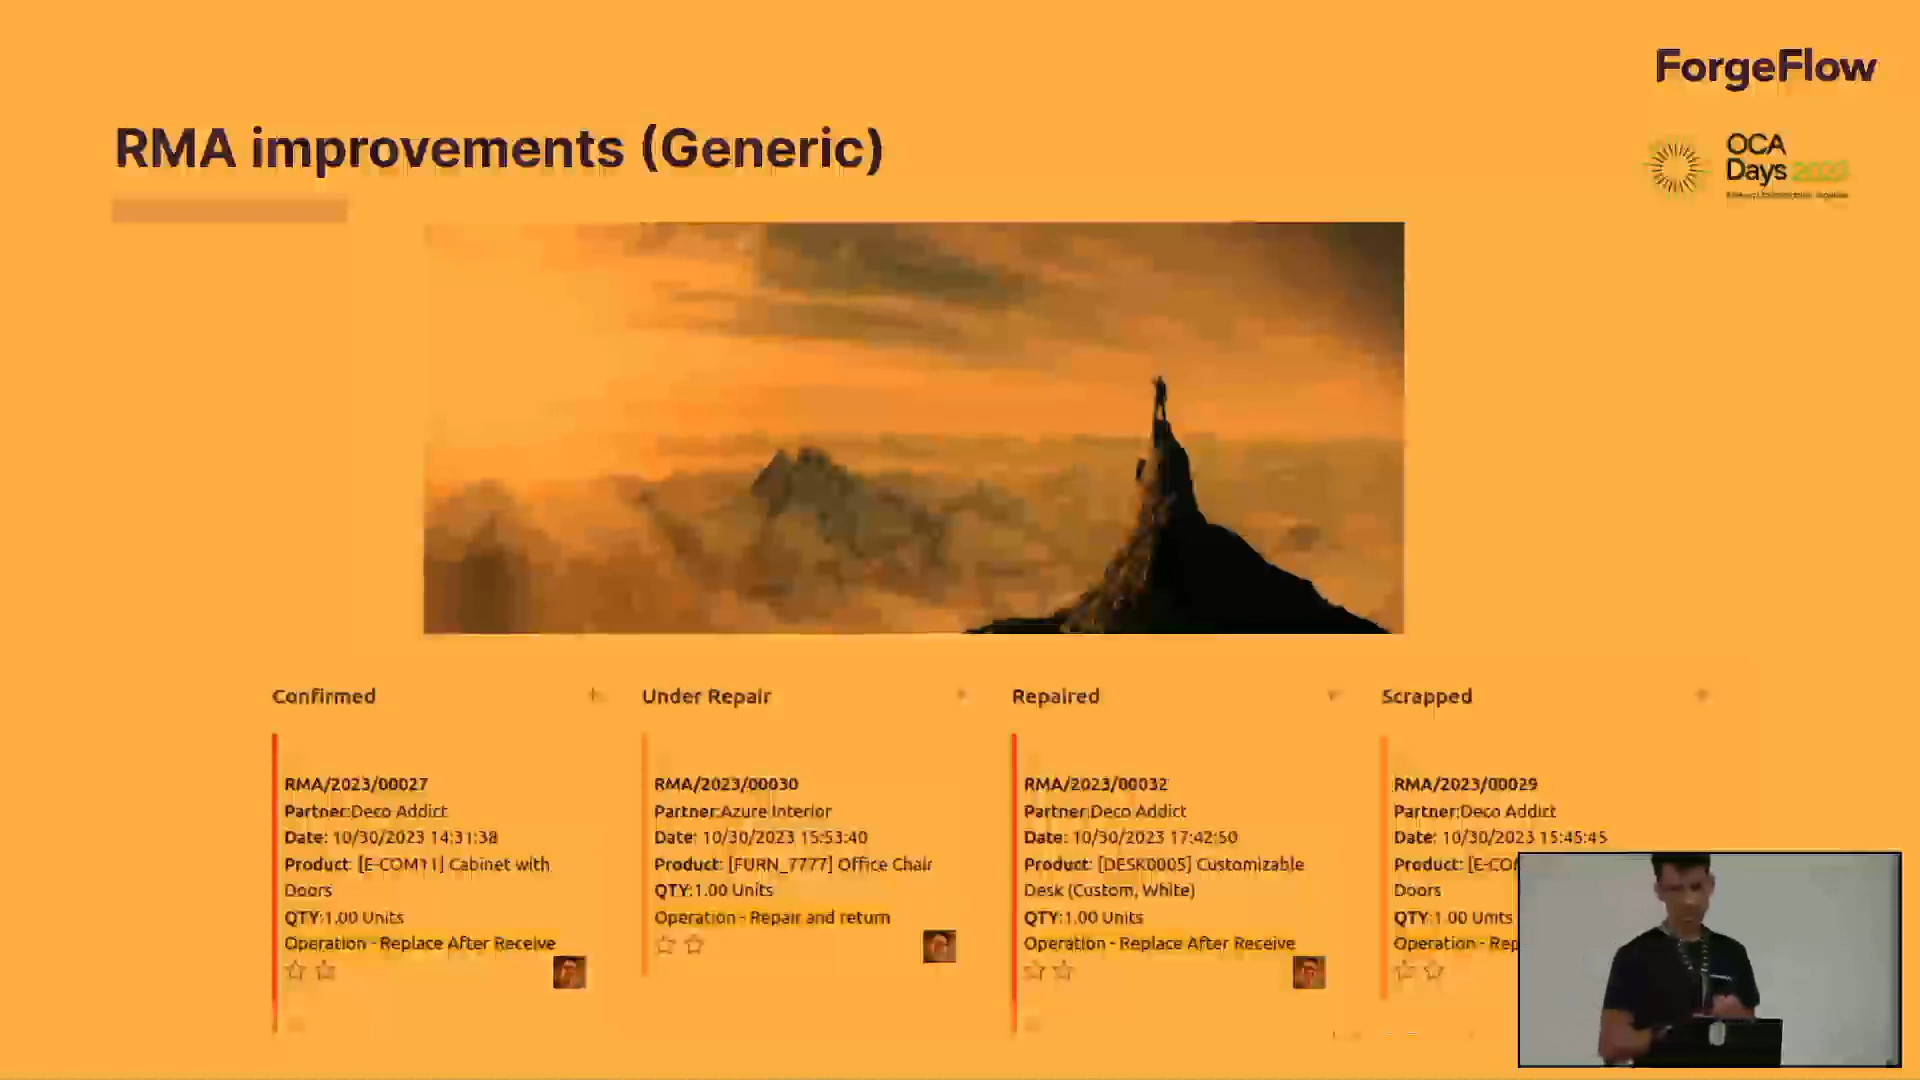 ForgeFlow
RMA improvements (Generic)
OCA
Days 2023
Confirmed
RMA/2023/00027
Partner:Deco Addict
Date: 10/30/2023 14:31:38
Product: [E-COM11] Cabinet with
Doors
QTY:1.00 Units
Operation - Replace After Receive
Under Repair
RMA/2023/00030
Partner:Azure Interior
Date: 10/30/2023 15:53:40
Product: [FURN_7777] Office Chair
QTY:1.00 Units
Operation - Repair and return
Repaired
RMA/2023/00032
Partner:Deco Addict
Date: 10/30/2023 17:42:50
Product: [DESK0005] Customizable
Desk (Custom, White)
QTY:1.00 Units
Operation - Replace After Receive
Scrapped
RMA/2023/00029
Partner:Deco Addict
Date: 10/30/2023 15:45:45
Product: [E-CO
Doors
QTY:1.00 Units
Operation - Rep